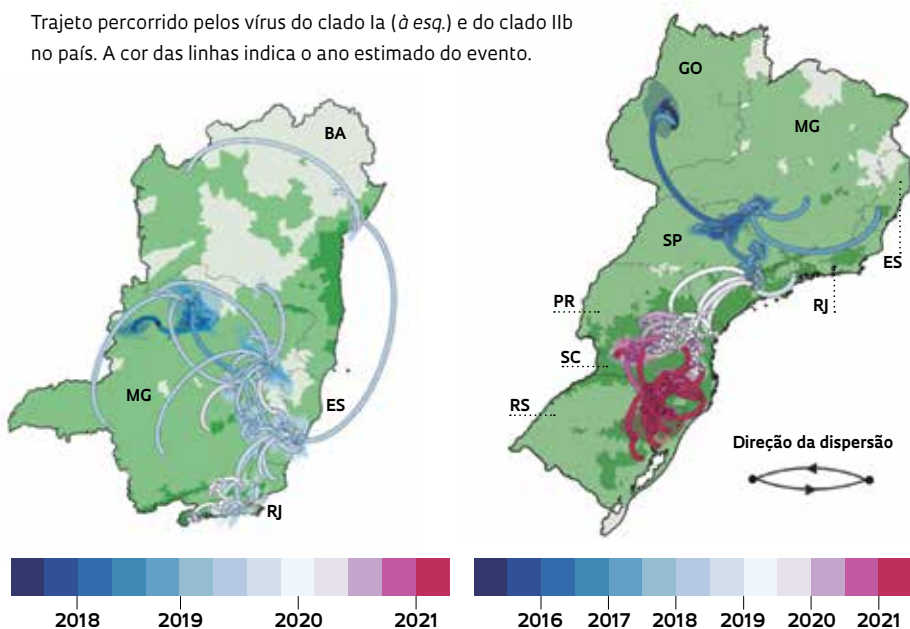 Trajeto percorrido pelos vírus do clado Ia (à esq.) e do clado IIb
no país. A cor das linhas indica o ano estimado do evento.
BA
MG
ES
RJ
GO
MG
SP
ES
RJ
PR
SC
RS
Direção da dispersão
2018 2019 2020 2021
2016 2017 2018 2019 2020 2021